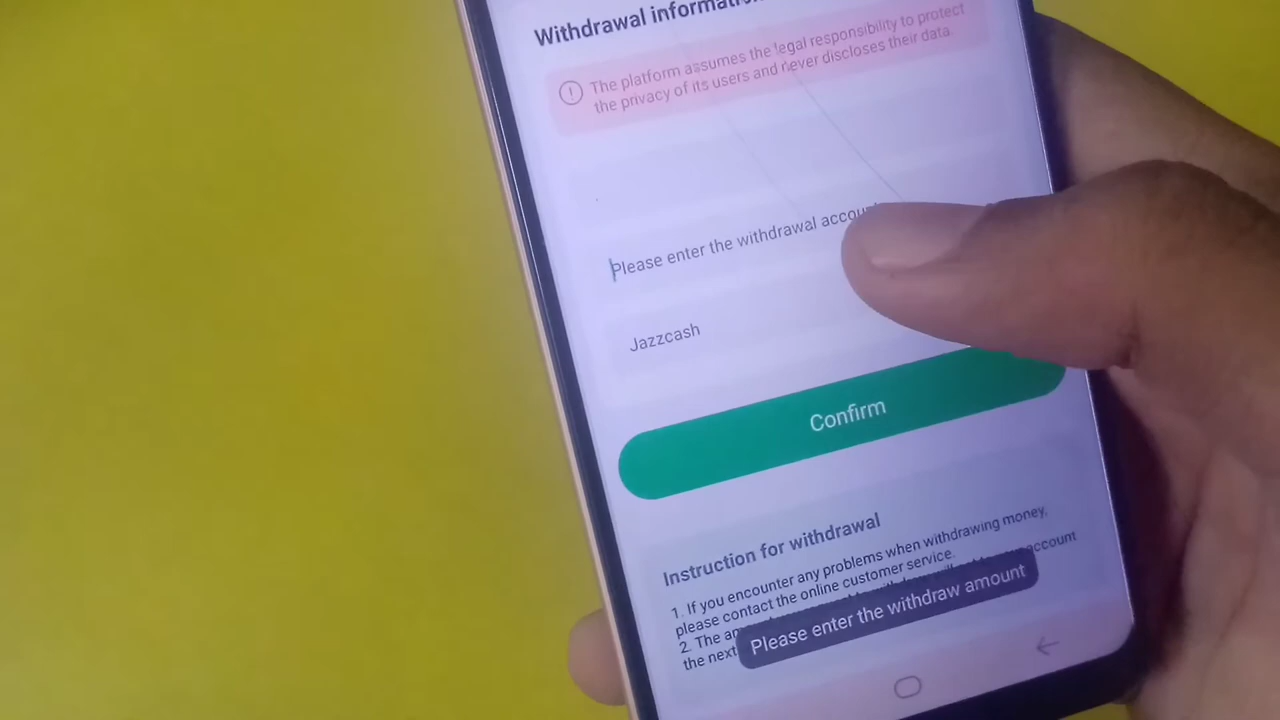 Withdrawal information
The platform assumes the legal responsibility to protect
the privacy of its users and never discloses their data.
Please enter the withdrawal accou
Jazzcash
Confirm
Instruction for withdrawal
1. If you encounter any problems when withdrawing money,
please contact the online customer service.
2. The account
the next
Please enter the withdraw amount